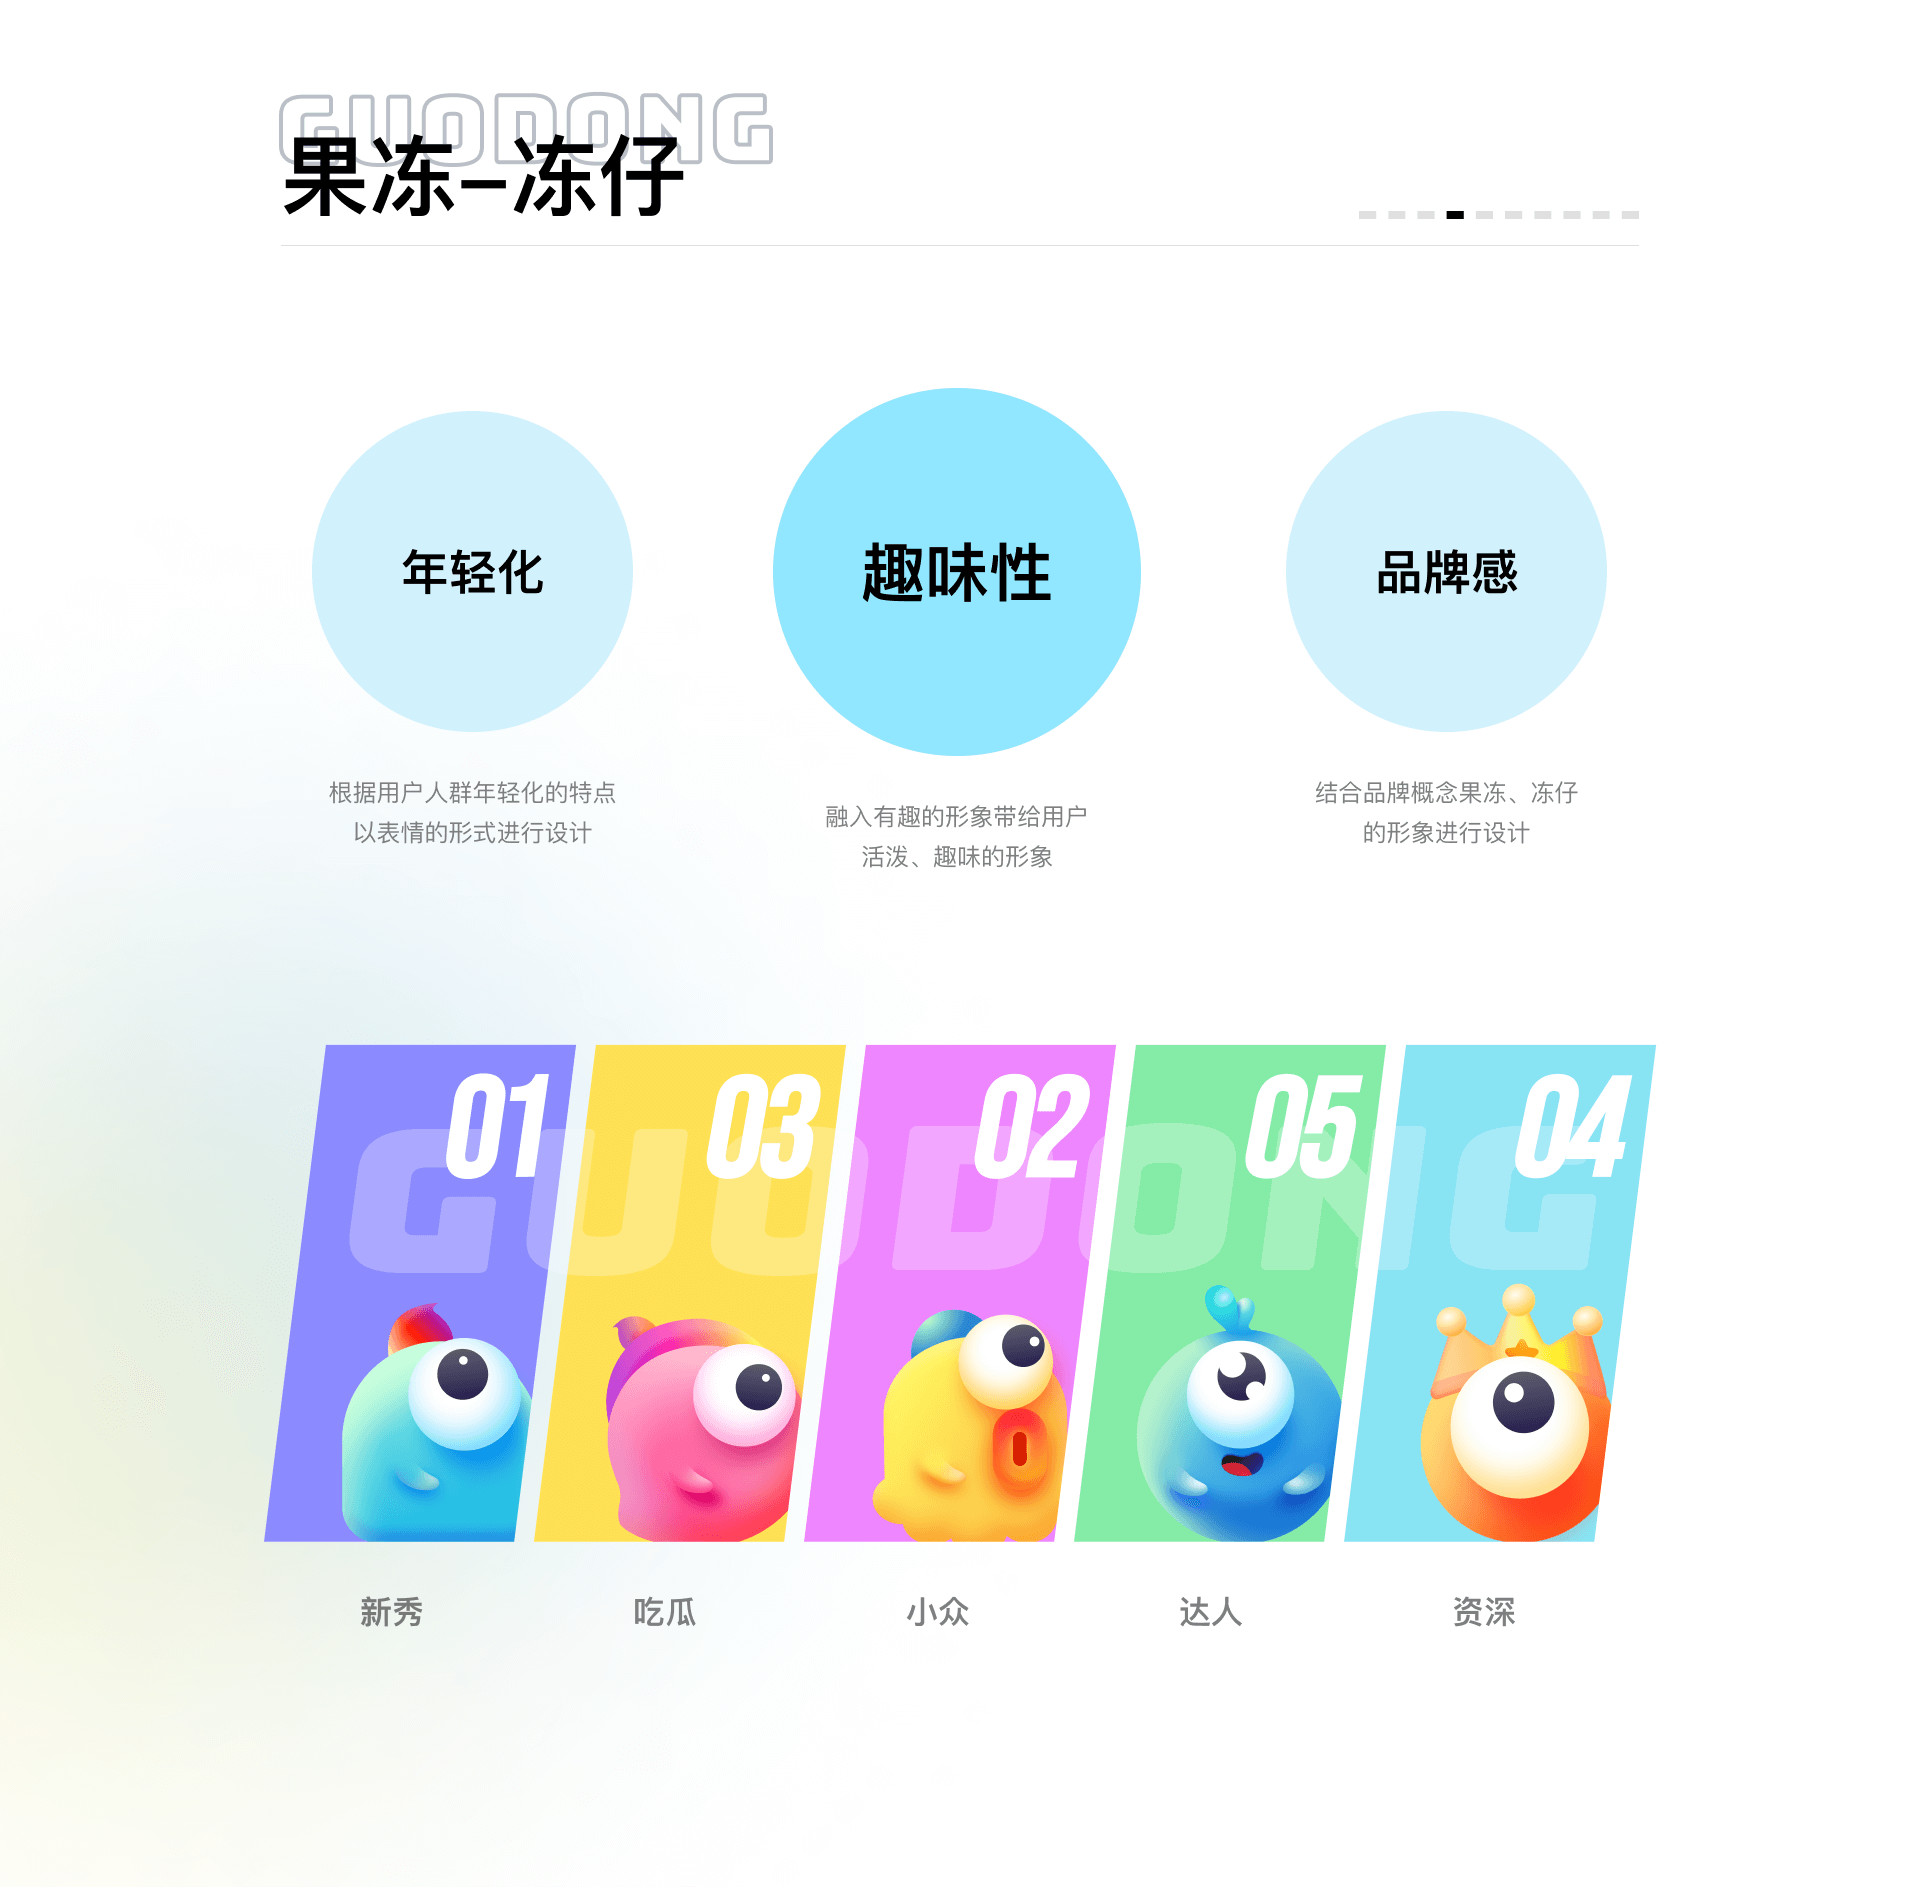 GUODONG
果冻–冻仔
年轻化
趣味性
品牌感
根据用户人群年轻化的特点
以表情的形式进行设计
融入有趣的形象带给用户
活泼、趣味的形象
结合品牌概念果冻、冻仔
的形象进行设计
01
03
02
05
04
GUODONG
新秀
吃瓜
小众
达人
资深